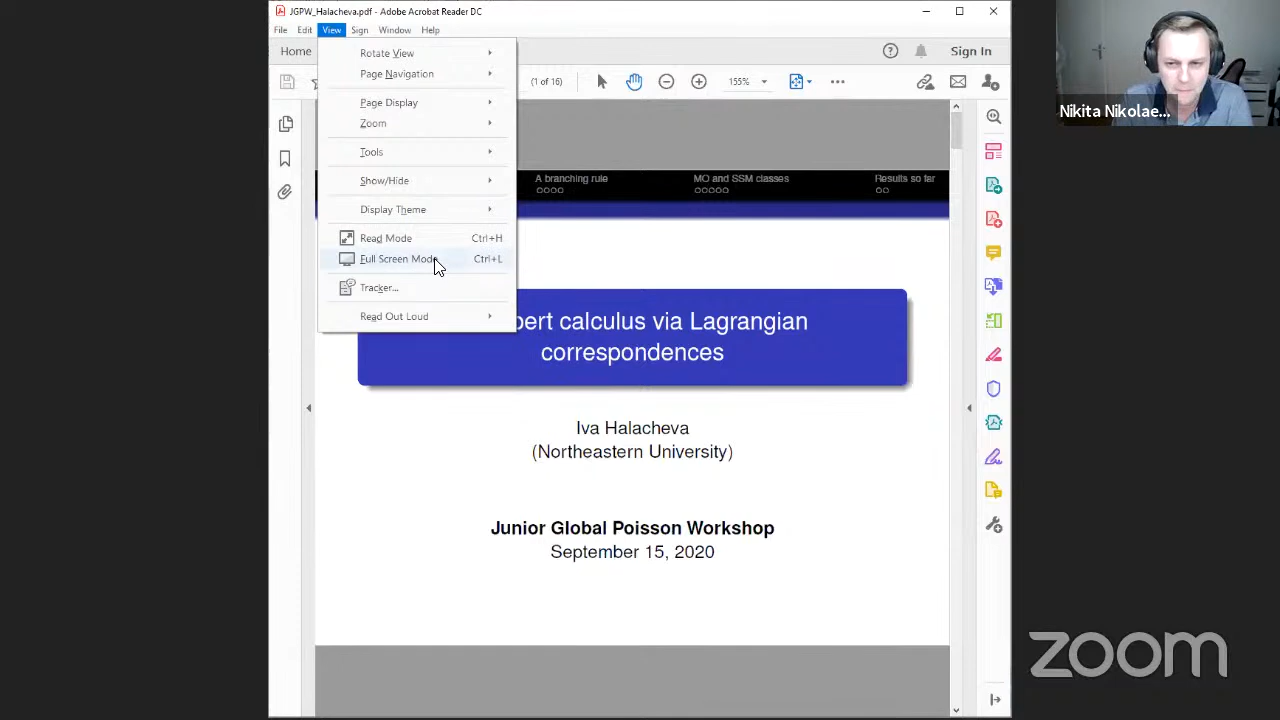 JGPW_Halacheva.pdf - Adobe Acrobat Reader DC
File Edit View Sign Window Help
Home
Sign In
(1 of 16)
155%
Rotate View
Page Navigation
Page Display
Zoom
Tools
Show/Hide
Display Theme
Read Mode Ctrl+H
Full Screen Mode Ctrl+L
Tracker...
Read Out Loud
A branching rule
MO and SSM classes
Results so far
calculus via Lagrangian
correspondences
Iva Halacheva
(Northeastern University)
Junior Global Poisson Workshop
September 15, 2020
Nikita Nikolae...
zoom